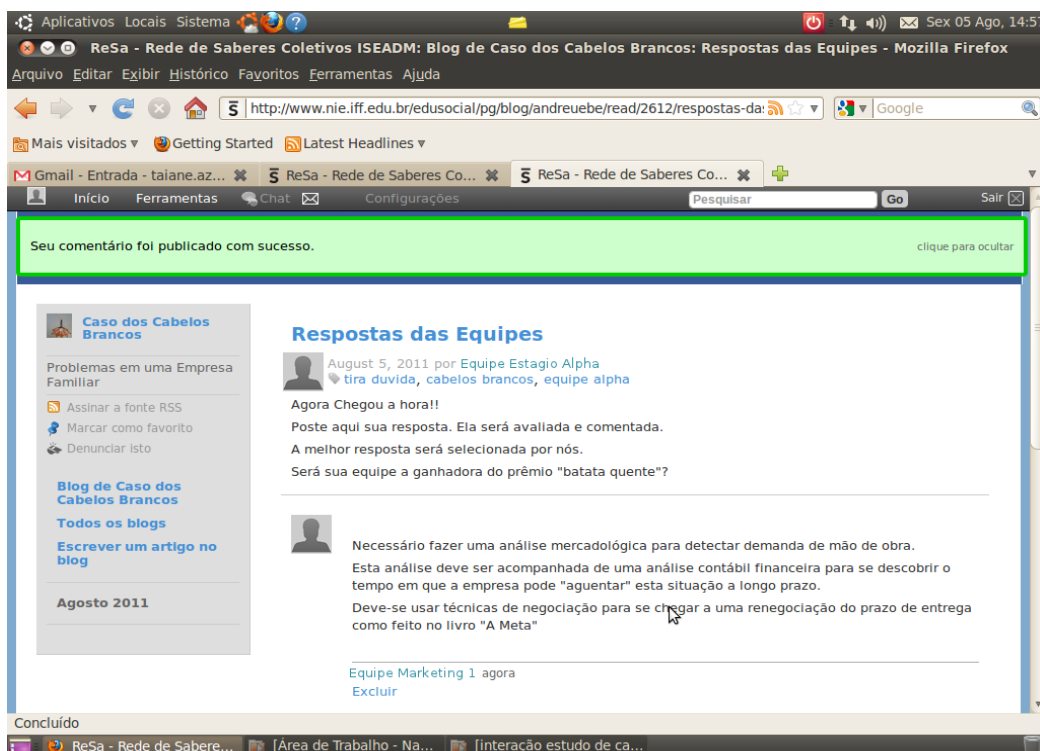 Aplicativos Locais Sistema ? Sex 05 Ago, 14:57
ReSa - Rede de Saberes Coletivos ISEADM: Blog de Caso dos Cabelos Brancos: Respostas das Equipes - Mozilla Firefox
Arquivo Editar Exibir Histórico Favoritos Ferramentas Ajuda
http://www.nie.iff.edu.br/edusocial/pg/blog/andreuebe/read/2612/respostas-da: Google
Mais visitados Getting Started Latest Headlines
Gmail - Entrada - taiane.az... ReSa - Rede de Saberes Co... ReSa - Rede de Saberes Co...
Início Ferramentas Chat Configurações Pesquisar Go Sair
Seu comentário foi publicado com sucesso. clique para ocultar
Caso dos Cabelos
Brancos
Problemas em uma Empresa
Familiar
Assinar a fonte RSS
Marcar como favorito
Denunciar isto
Blog de Caso dos
Cabelos Brancos
Todos os blogs
Escrever um artigo no
blog
Agosto 2011
Respostas das Equipes
August 5, 2011 por Equipe Estagio Alpha
tira duvida, cabelos brancos, equipe alpha
Agora Chegou a hora!!
Poste aqui sua resposta. Ela será avaliada e comentada.
A melhor resposta será selecionada por nós.
Será sua equipe a ganhadora do prêmio "batata quente"?
Necessário fazer uma análise mercadológica para detectar demanda de mão de obra.
Esta análise deve ser acompanhada de uma análise contábil financeira para se descobrir o
tempo em que a empresa pode "aguentar" esta situação a longo prazo.
Deve-se usar técnicas de negociação para se chegar a uma renegociação do prazo de entrega
como feito no livro "A Meta"
Equipe Marketing 1 agora
Excluir
Concluído
ReSa - Rede de Sabere... [Área de Trabalho - Na... [interação estudo de ca...